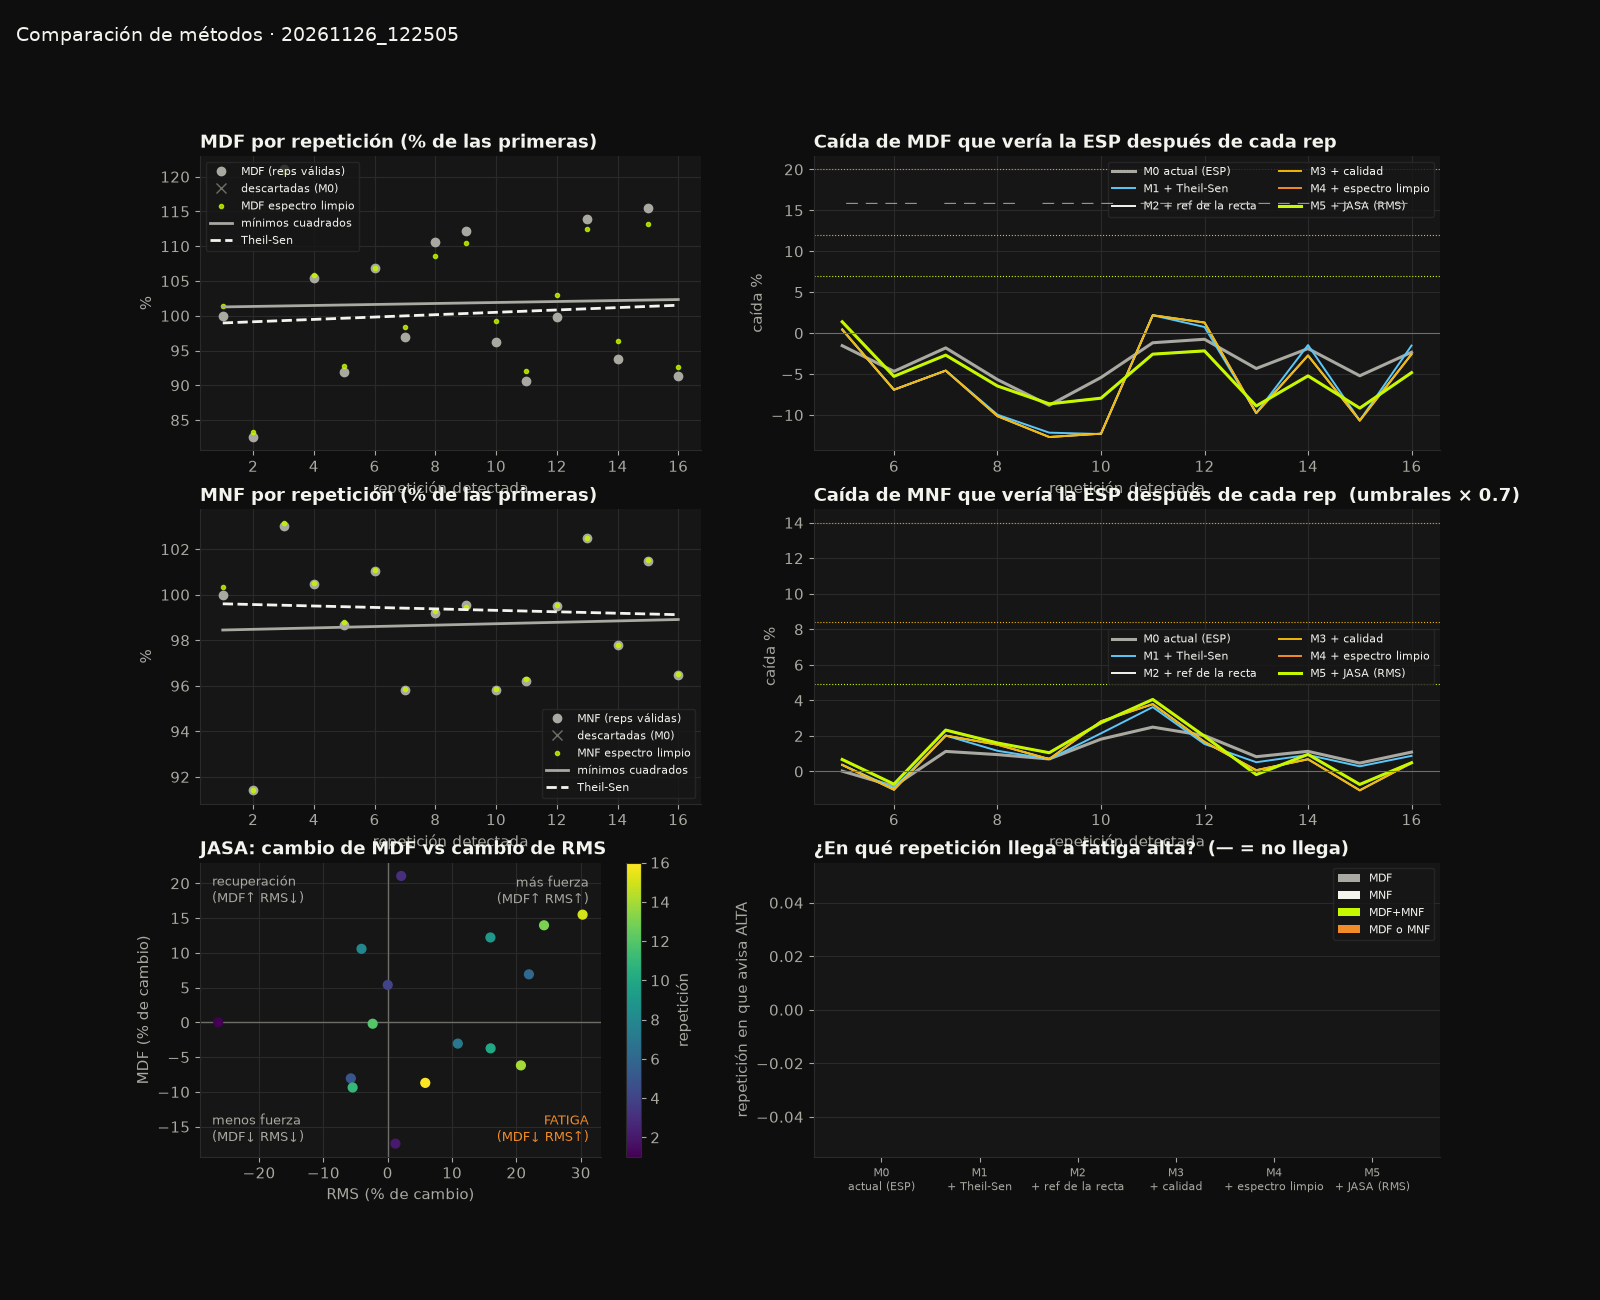 Comparación de métodos · 20261126_122505
MDF por repetición (% de las primeras)
MDF (reps válidas)
descartadas (M0)
MDF espectro limpio
mínimos cuadrados
Theil-Sen
%
120
115
110
105
100
95
90
85
2 4 6 8 10 12 14 16
repetición detectada
Caída de MDF que vería la ESP después de cada rep
M0 actual (ESP)
M1 + Theil-Sen
M2 + ref de la recta
M3 + calidad
M4 + espectro limpio
M5 + JASA (RMS)
caída %
20
15
10
5
0
−5
−10
6 8 10 12 14 16
repetición detectada
MNF por repetición (% de las primeras)
MNF (reps válidas)
descartadas (M0)
MNF espectro limpio
mínimos cuadrados
Theil-Sen
%
102
100
98
96
94
92
2 4 6 8 10 12 14 16
repetición detectada
Caída de MNF que vería la ESP después de cada rep (umbrales × 0.7)
M0 actual (ESP)
M1 + Theil-Sen
M2 + ref de la recta
M3 + calidad
M4 + espectro limpio
M5 + JASA (RMS)
caída %
14
12
10
8
6
4
2
0
6 8 10 12 14 16
repetición detectada
JASA: cambio de MDF vs cambio de RMS
recuperación
(MDF↑ RMS↓)
más fuerza
(MDF↑ RMS↑)
menos fuerza
(MDF↓ RMS↓)
FATIGA
(MDF↓ RMS↑)
MDF (% de cambio)
20
15
10
5
0
−5
−10
−15
−20 −10 0 10 20 30
RMS (% de cambio)
16
14
12
10
8
6
4
2
repetición
¿En qué repetición llega a fatiga alta? (— = no llega)
MDF
MNF
MDF+MNF
MDF o MNF
repetición en que avisa ALTA
0.04
0.02
0.00
−0.02
−0.04
M0 M1 M2 M3 M4 M5
actual (ESP) + Theil-Sen + ref de la recta + calidad + espectro limpio + JASA (RMS)